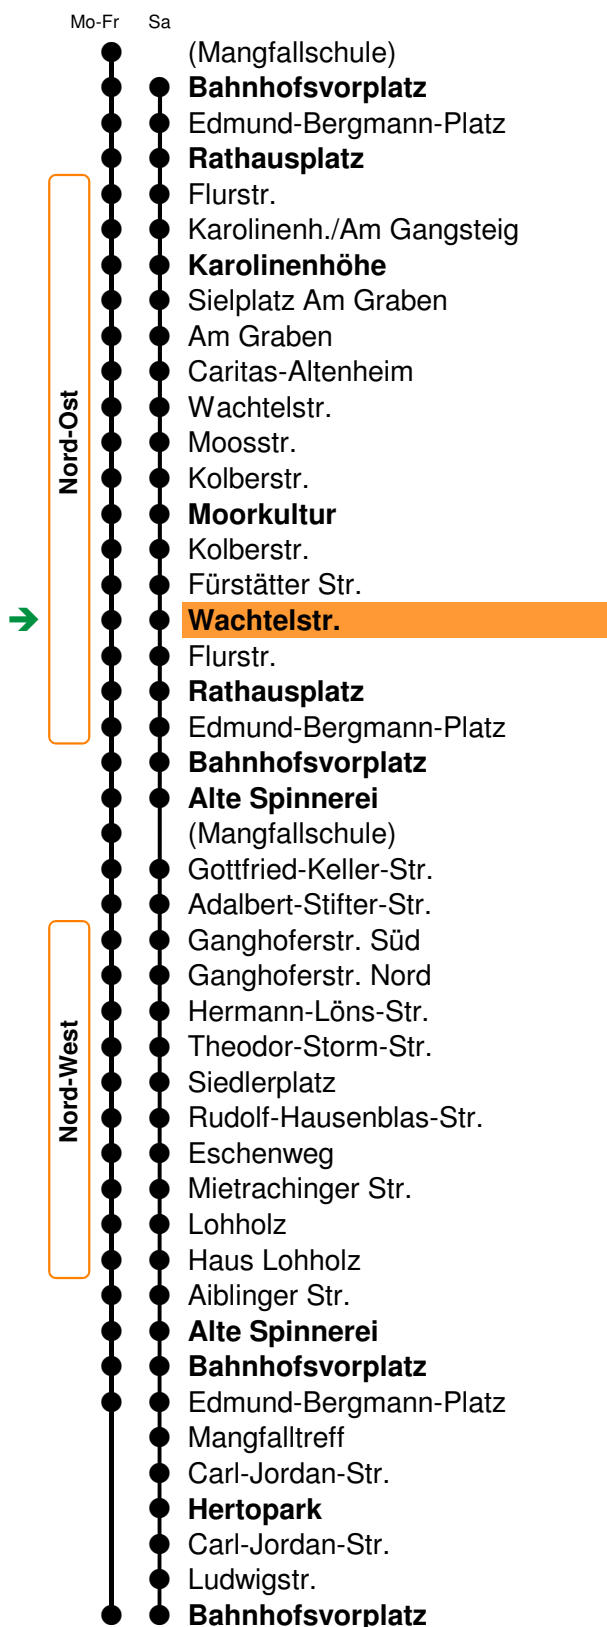 Mo-Fr Sa
(Mangfallschule)
Bahnhofsvorplatz
Edmund-Bergmann-Platz
Rathausplatz
Flurstr.
Karolinenh./Am Gangsteig
Karolinenhöhe
Sielplatz Am Graben
Am Graben
Caritas-Altenheim
Wachtelstr.
Moosstr.
Kolberstr.
Moorkultur
Kolberstr.
Fürstätter Str.
Wachtelstr.
Flurstr.
Rathausplatz
Edmund-Bergmann-Platz
Nord-Ost
Bahnhofsvorplatz
Alte Spinnerei
(Mangfallschule)
Gottfried-Keller-Str.
Adalbert-Stifter-Str.
Ganghoferstr. Süd
Ganghoferstr. Nord
Hermann-Löns-Str.
Theodor-Storm-Str.
Siedlerplatz
Rudolf-Hausenblas-Str.
Eschenweg
Mietrachinger Str.
Lohholz
Haus Lohholz
Nord-West
Aiblinger Str.
Alte Spinnerei
Bahnhofsvorplatz
Edmund-Bergmann-Platz
Mangfalltreff
Carl-Jordan-Str.
Hertopark
Carl-Jordan-Str.
Ludwigstr.
Bahnhofsvorplatz